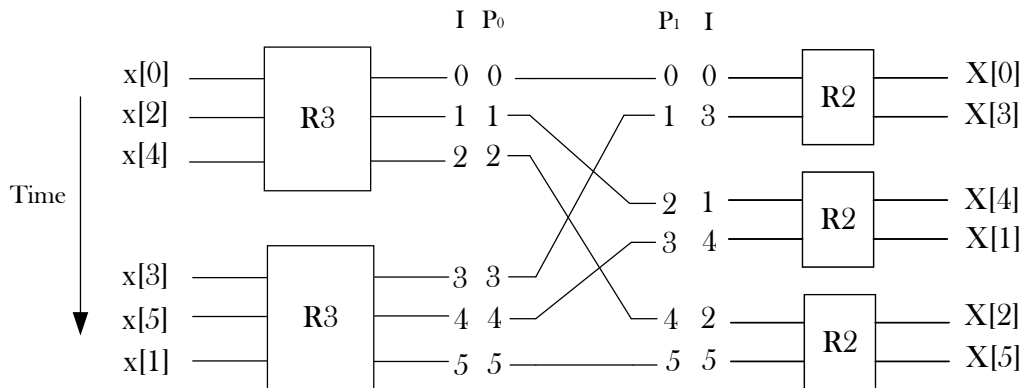 I P₀ P₁ I
x[0] 0 0 0 0 X[0]
R2
x[2] R3 1 1 1 3 X[3]
x[4] 2 2
Time
2 1 X[4]
R2
3 4 X[1]
x[3] 3 3
x[5] R3 4 4 4 2 X[2]
R2
x[1] 5 5 5 5 X[5]